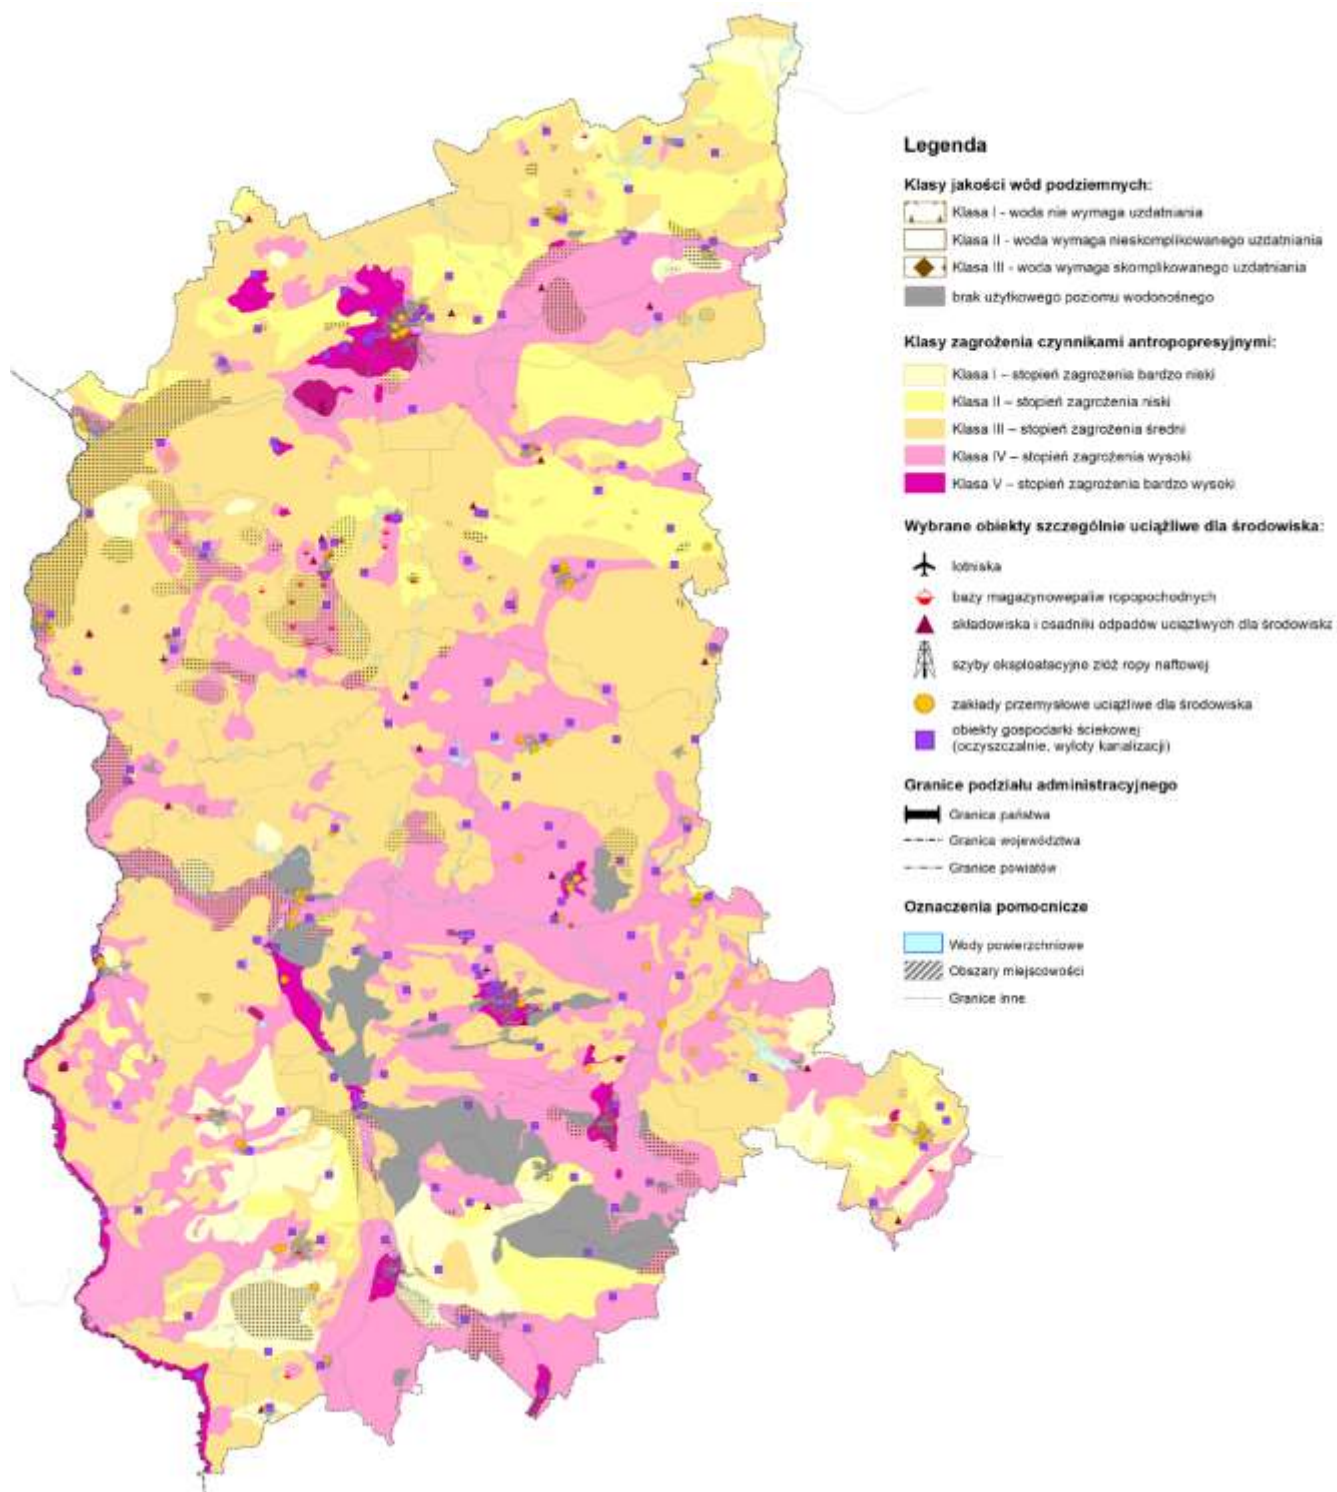 Legenda
Klasy jakości wód podziemnych:
Klasa I - woda nie wymaga uzdatniania
Klasa II - woda wymaga nieskomplikowanego uzdatniania
Klasa III - woda wymaga skomplikowanego uzdatniania
brak użytkowego poziomu wodonośnego
Klasy zagrożenia czynnikami antropopresyjnymi:
Klasa I – stopień zagrożenia bardzo niski
Klasa II – stopień zagrożenia niski
Klasa III – stopień zagrożenia średni
Klasa IV – stopień zagrożenia wysoki
Klasa V – stopień zagrożenia bardzo wysoki
Wybrane obiekty szczególnie uciążliwe dla środowiska:
lotniska
bazy magazynowepaliw ropopochodnych
składowiska i osadniki odpadów uciążliwych dla środowiska
szyby eksploatacyjne złóż ropy naftowej
zakłady przemysłowe uciążliwe dla środowiska
obiekty gospodarki ściekowej
(oczyszczalnie, wyloty kanalizacji)
Granice podziału administracyjnego
Granica państwa
Granica województwa
Granice powiatów
Oznaczenia pomocnicze
Wody powierzchniowe
Obszary miejscowości
Granice inne